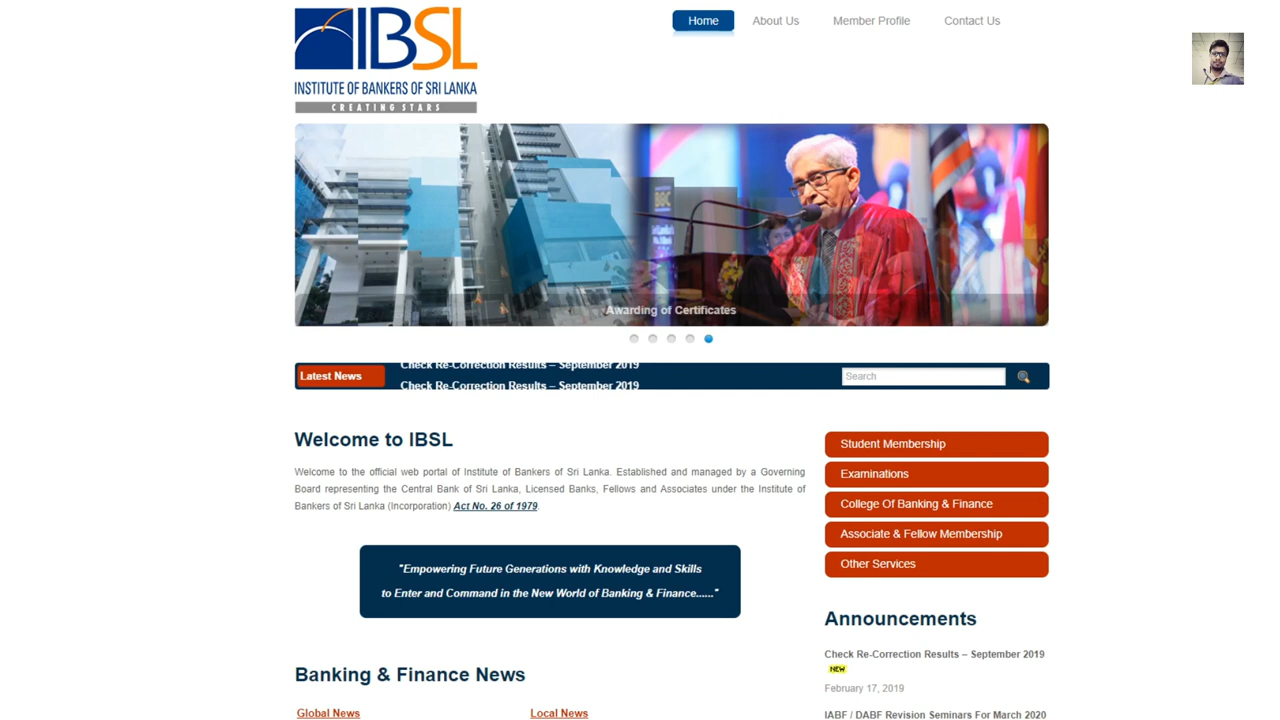 IBSL
INSTITUTE OF BANKERS OF SRI LANKA
CREATING STARS
Home
About Us
Member Profile
Contact Us
Awarding of Certificates
Latest News
Check Re-Correction Results – September 2019
Check Re-Correction Results – September 2019
Search
Welcome to IBSL
Welcome to the official web portal of Institute of Bankers of Sri Lanka. Established and managed by a Governing
Board representing the Central Bank of Sri Lanka, Licensed Banks, Fellows and Associates under the Institute of
Bankers of Sri Lanka (Incorporation) Act No. 26 of 1979.
"Empowering Future Generations with Knowledge and Skills
to Enter and Command in the New World of Banking & Finance......"
Banking & Finance News
Global News
Local News
Student Membership
Examinations
College Of Banking & Finance
Associate & Fellow Membership
Other Services
Announcements
Check Re-Correction Results – September 2019
NEW
February 17, 2019
IABF / DABF Revision Seminars For March 2020